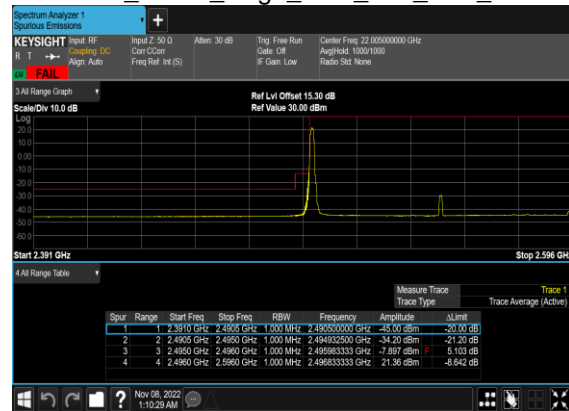 Spectrum Analyzer 1
Spurious Emissions
+
KEYSIGHT Input: RF Input Z: 50 Ω Atten: 30 dB Trig: Free Run Center Freq: 22.005000000 GHz
R T Coupling: DC Corr CCorr Gate: Off Avg|Hold: 1000/1000
Align: Auto Freq Ref: Int (S) IF Gain: Low Radio Std: None
FAIL
3 All Range Graph
Ref Lvl Offset 15.30 dB
Scale/Div 10.0 dB Ref Value 30.00 dBm
Log
20.0
10.0
0.00
-10.0
-20.0
-30.0
-40.0
-50.0
-60.0
Start 2.391 GHz Stop 2.596 GH
4 All Range Table
Measure Trace Trace 1
Trace Type Trace Average (Active)
Spur Range Start Freq Stop Freq RBW Frequency Amplitude ΔLimit
1 1 2.3910 GHz 2.4905 GHz 1.000 MHz 2.490500000 GHz -45.00 dBm -20.00 dB
2 2 2.4905 GHz 2.4950 GHz 1.000 MHz 2.494932500 GHz -34.20 dBm -21.20 dB
3 3 2.4950 GHz 2.4960 GHz 1.000 MHz 2.495983333 GHz -7.897 dBm F 5.103 dB
4 4 2.4960 GHz 2.5960 GHz 1.000 MHz 2.496833333 GHz 21.36 dBm -8.642 dB
? Nov 08, 2022
1:10:29 AM